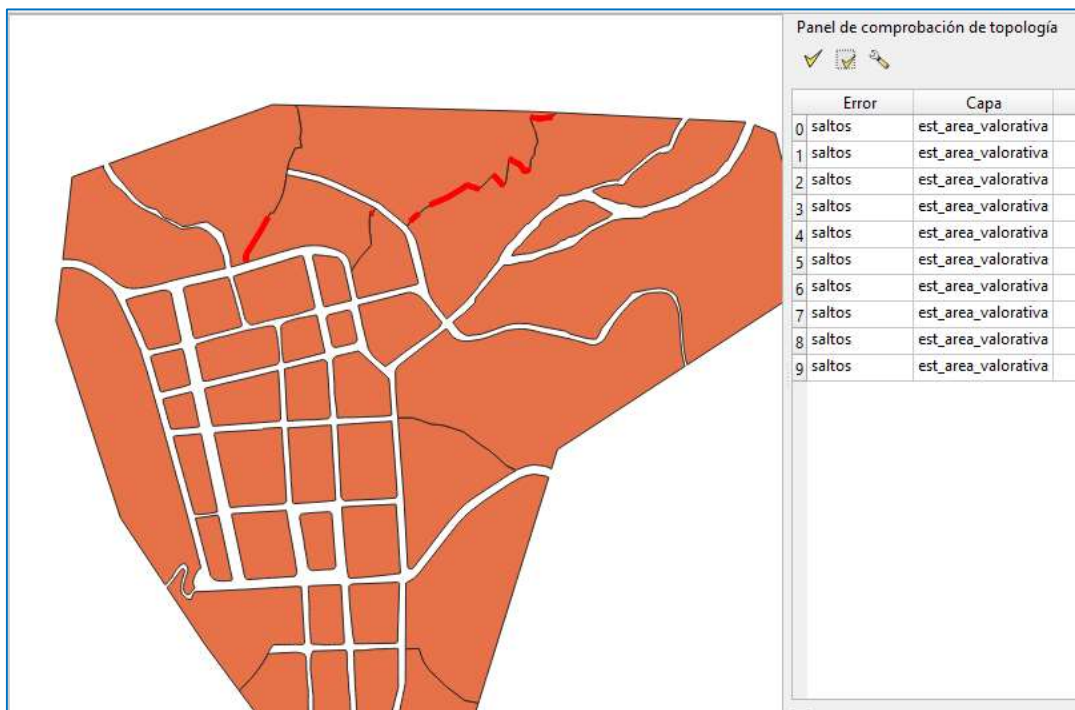 Panel de comprobación de topología
Error Capa
0 saltos est_area_valorativa
1 saltos est_area_valorativa
2 saltos est_area_valorativa
3 saltos est_area_valorativa
4 saltos est_area_valorativa
5 saltos est_area_valorativa
6 saltos est_area_valorativa
7 saltos est_area_valorativa
8 saltos est_area_valorativa
9 saltos est_area_valorativa